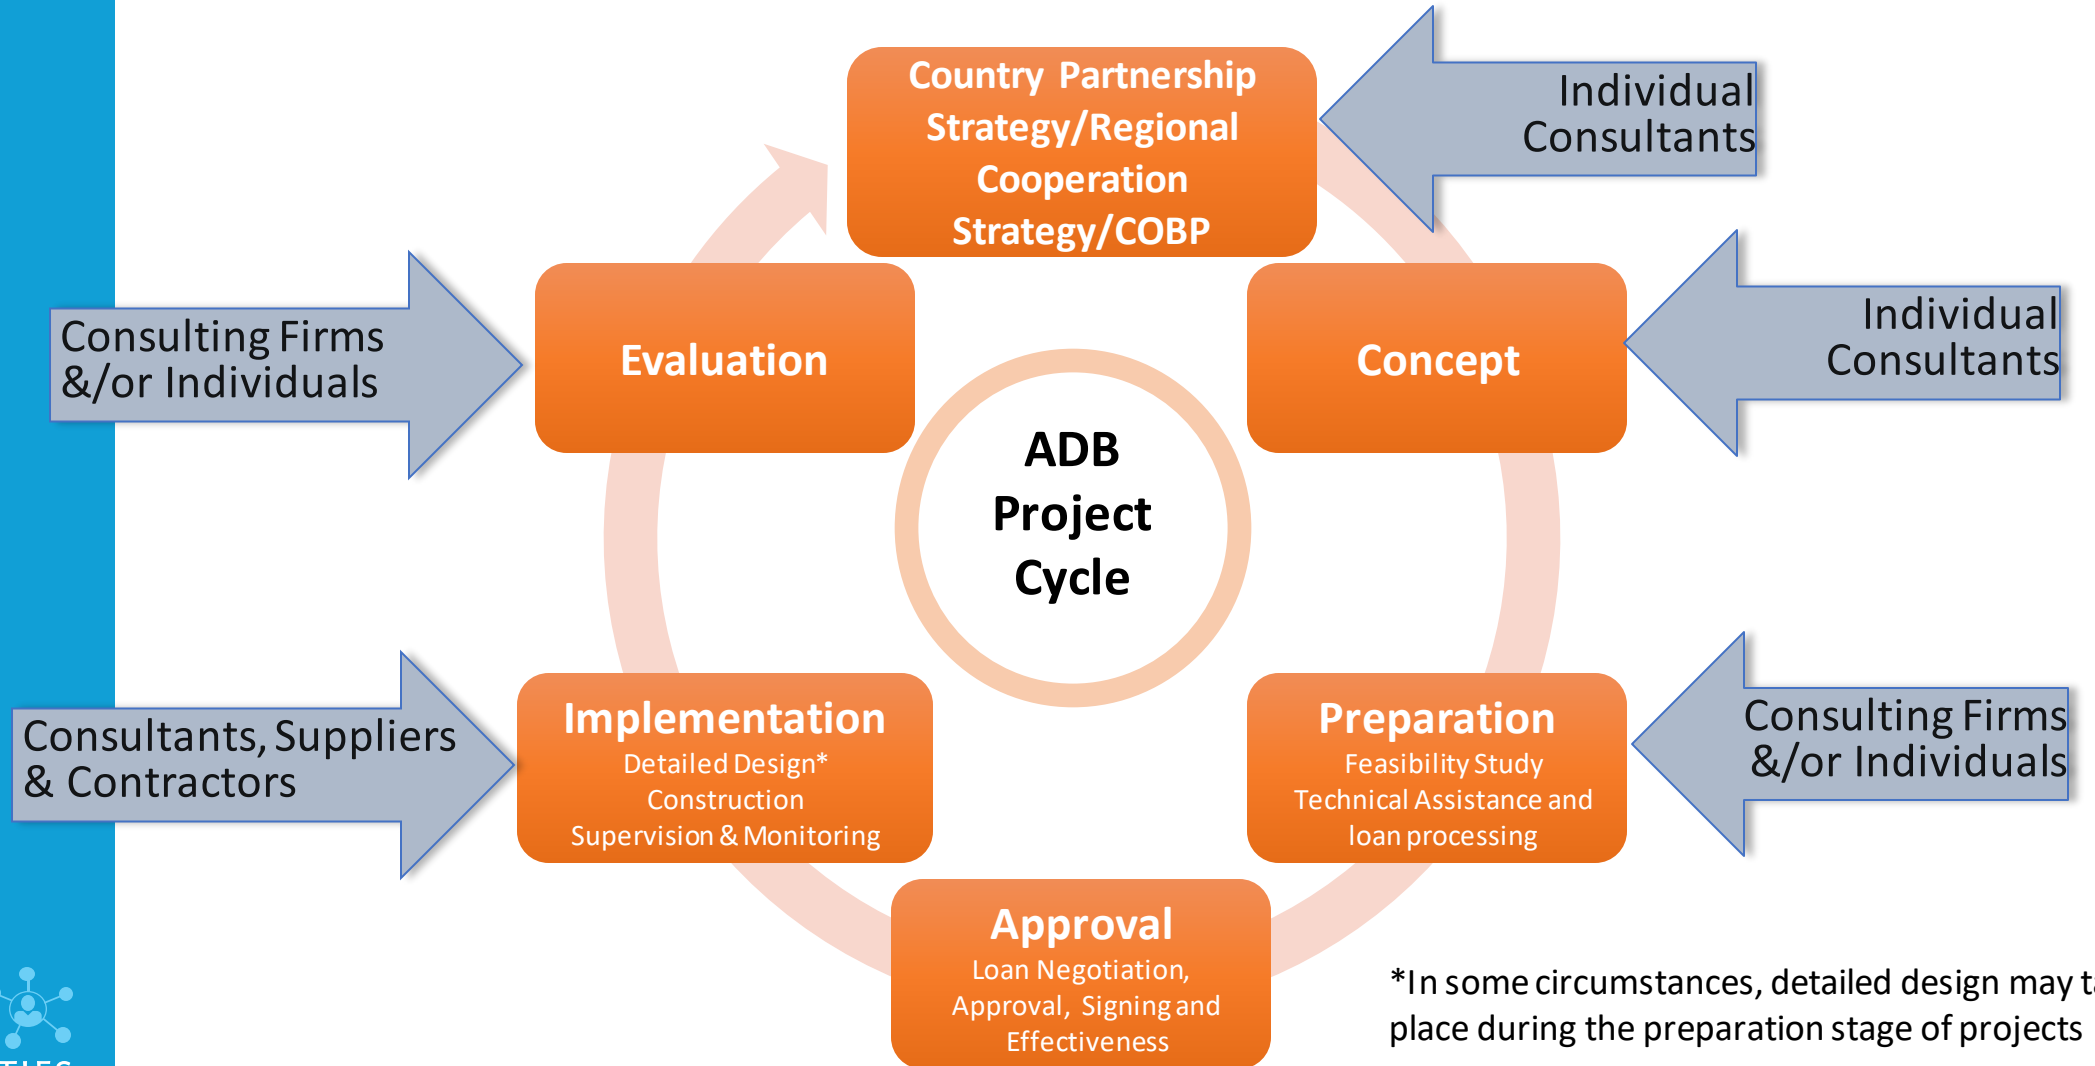 Country Partnership
Strategy/Regional
Cooperation
Strategy/COBP
Individual
Consultants
Concept
Individual
Consultants
Preparation
Feasibility Study
Technical Assistance and
loan processing
Consulting Firms
&/or Individuals
Approval
Loan Negotiation,
Approval, Signing and
Effectiveness
Implementation
Detailed Design*
Construction
Supervision & Monitoring
Consultants, Suppliers
& Contractors
Evaluation
Consulting Firms
&/or Individuals
ADB
Project
Cycle
*In some circumstances, detailed design may
place during the preparation stage of projects